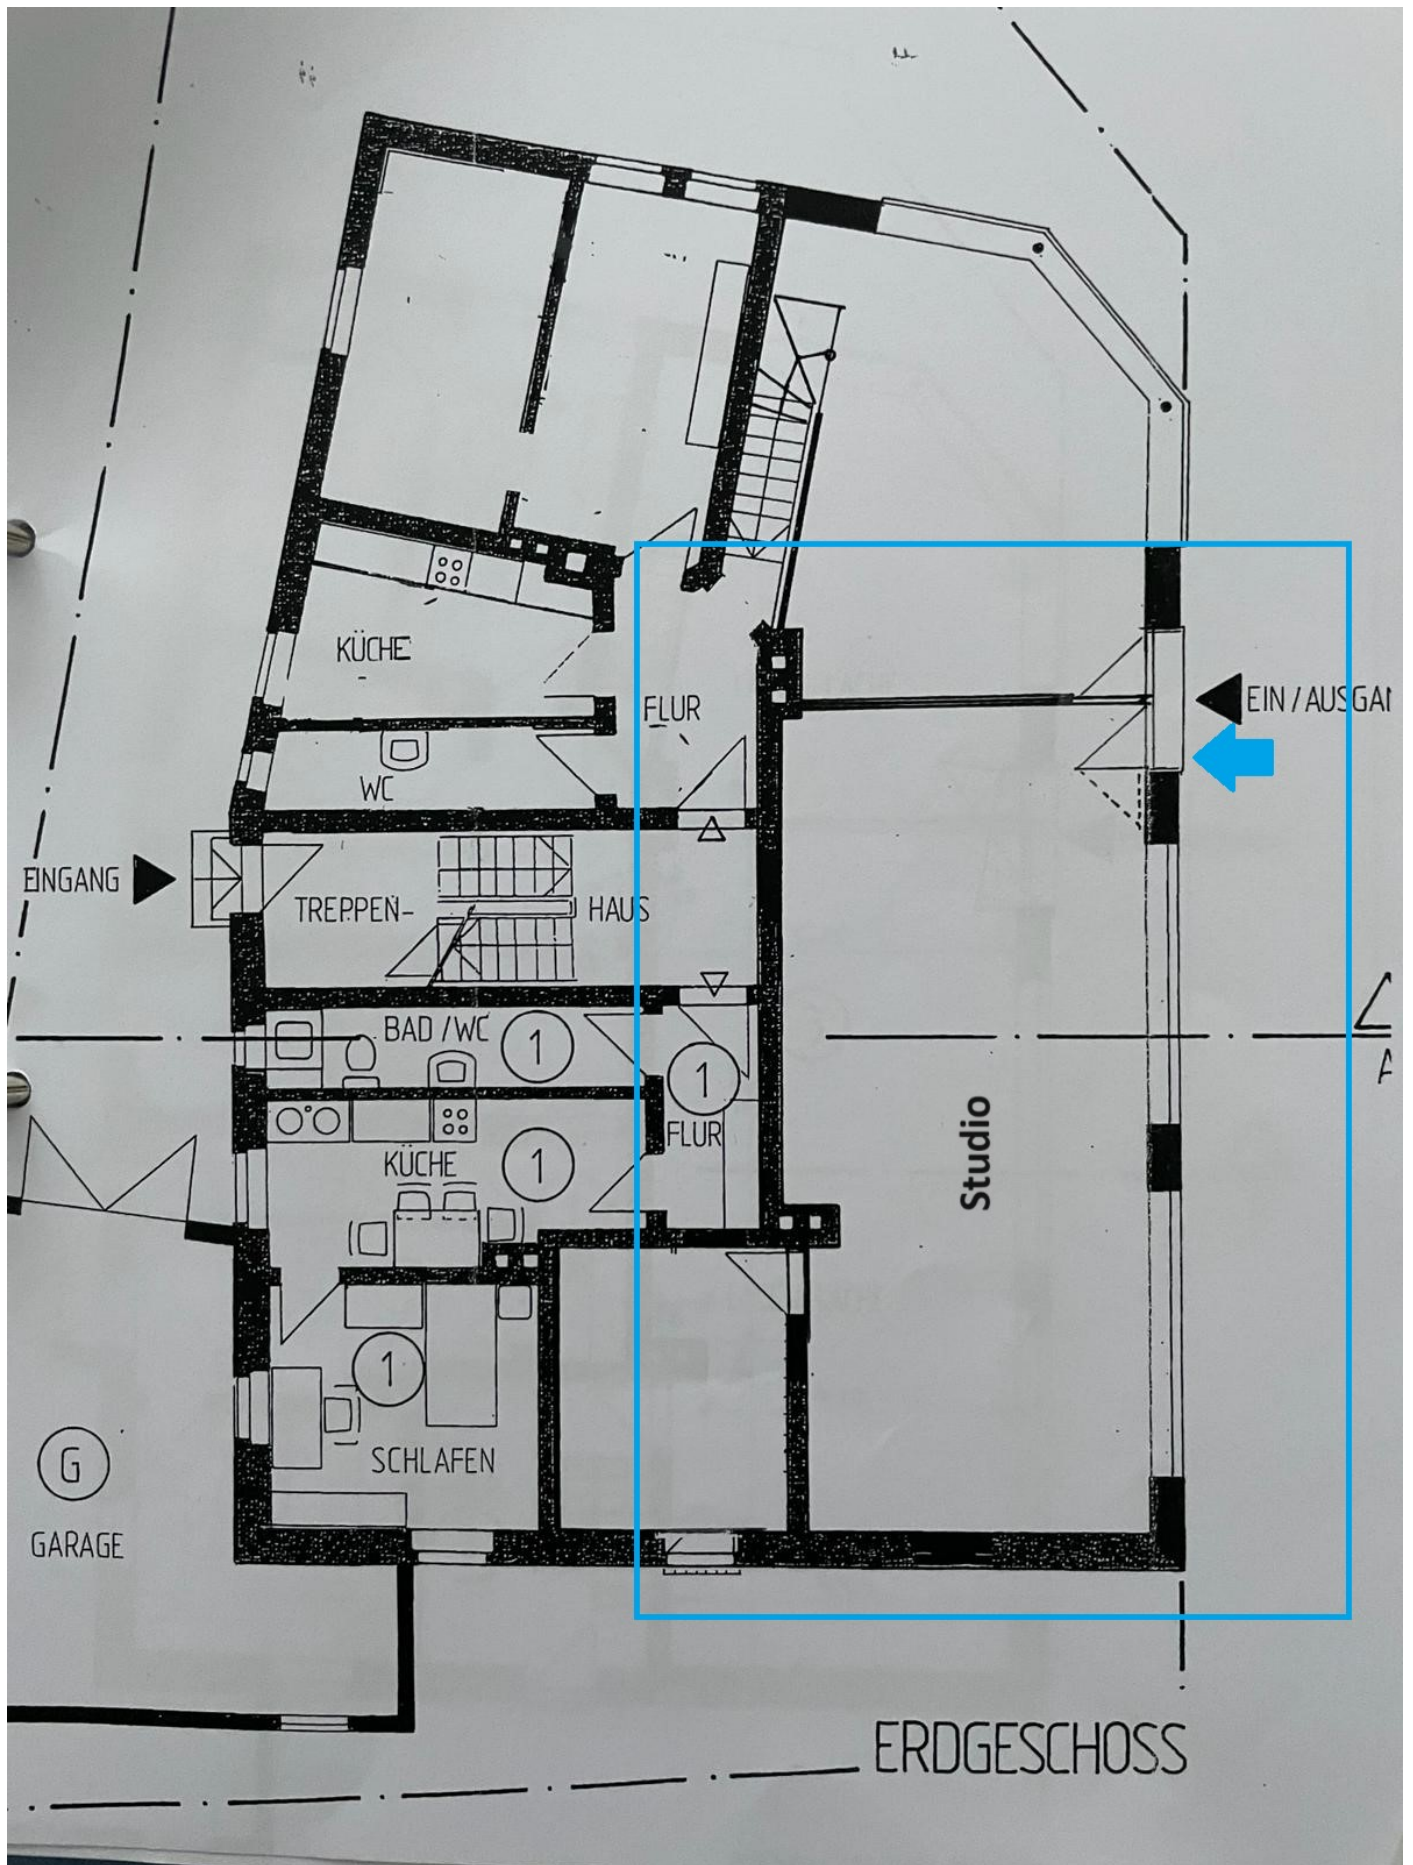 KÜCHE
FLUR
EIN/AUSGA
WC
EINGANG
TREPPEN-
HAUS
BAD/WC
1
1
FLUR
KÜCHE
1
Studio
1
SCHLAFEN
G
GARAGE
ERDGESCHOSS